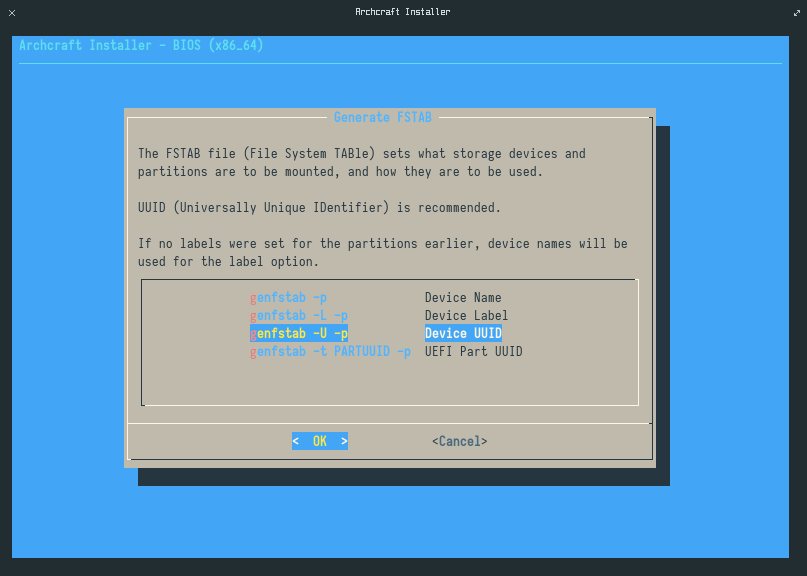 Archcraft Installer
Archcraft Installer - BIOS (x86_64)
Generate FSTAB
The FSTAB file (File System TABle) sets what storage devices and
partitions are to be mounted, and how they are to be used.
UUID (Universally Unique IDentifier) is recommended.
If no labels were set for the partitions earlier, device names will be
used for the label option.
genfstab -p Device Name
genfstab -L -p Device Label
genfstab -U -p Device UUID
genfstab -t PARTUUID -p UEFI Part UUID
< OK > <Cancel>